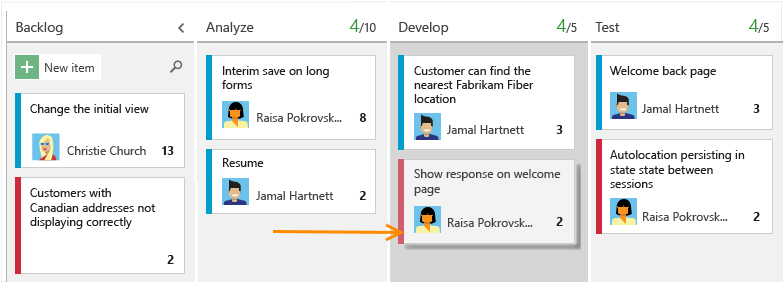 Backlog
New item
Change the initial view
Christie Church 13
Customers with
Canadian addresses not
displaying correctly
2
Analyze 4/10
Interim save on long
forms
Raisa Pokrovsk... 8
Resume
Jamal Hartnett 2
Develop 4/5
Customer can find the
nearest Fabrikam Fiber
location
Jamal Hartnett 3
Show response on welcome
page
Raisa Pokrovsk... 2
Test 4/5
Welcome back page
Jamal Hartnett 3
Autolocation persisting in
state state between
sessions
Raisa Pokrovsk... 2